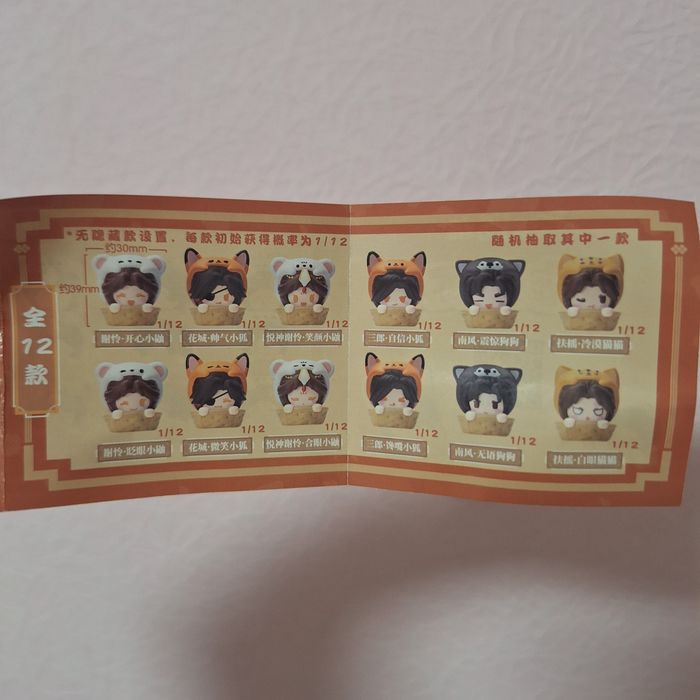 *无隐藏款设置，每款初始获得概率为1/12
随机抽取其中一款
约30mm
约39mm
全
12
款
1/12
1/12
1/12
1/12
1/12
1/12
谢怜·开心小鼬
花城·帅气小狐
悦神谢怜·笑颜小鼬
三郎·自信小狐
南风·震惊狗狗
扶摇·冷漠猫猫
1/12
1/12
1/12
1/12
1/12
1/12
谢怜·眨眼小鼬
花城·微笑小狐
悦神谢怜·合眼小鼬
三郎·馋嘴小狐
南风·无语狗狗
扶摇·白眼猫猫